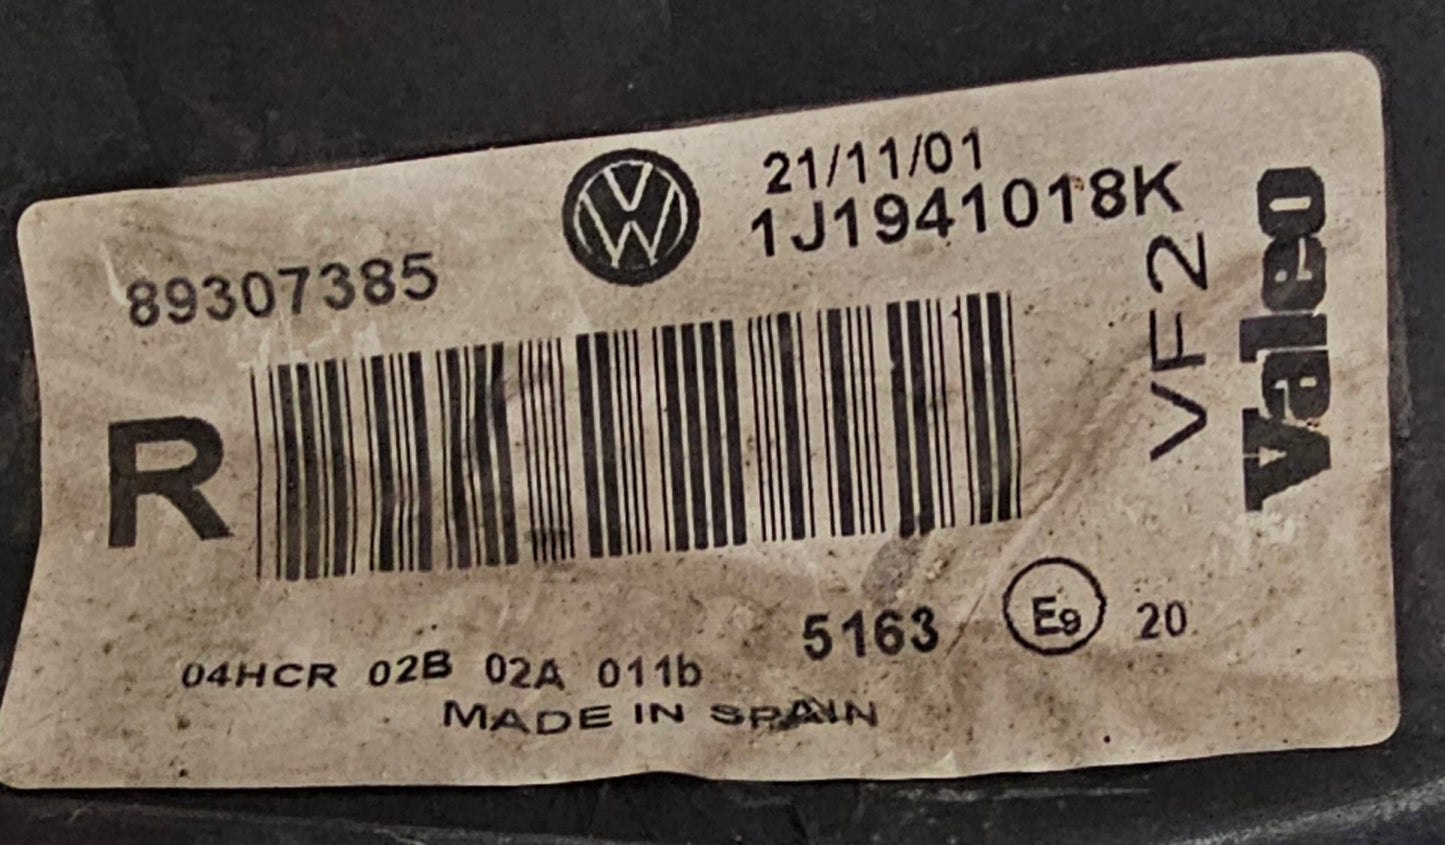 21/11/01
1J1941018K
89307385
R
VF2
Valeo
5163 E9 20
04HCR 02B 02A 011b
MADE IN SPAIN